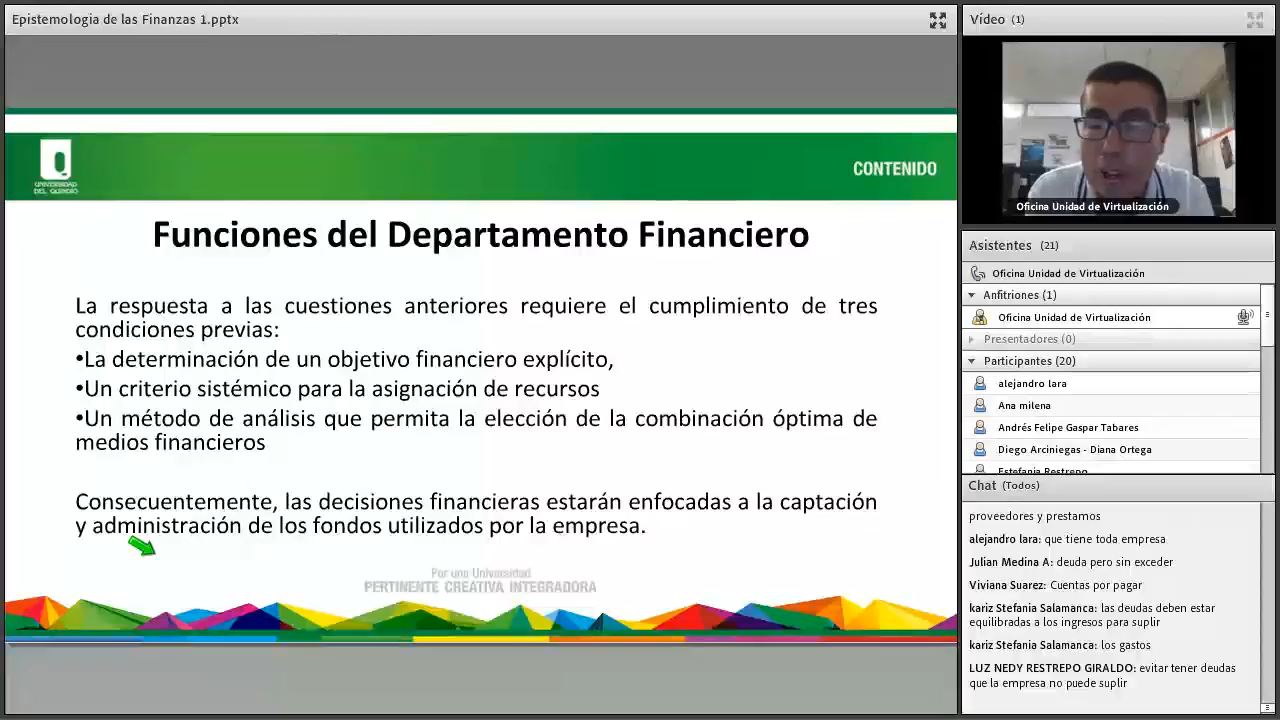 Epistemologia de las Finanzas 1.pptx
UNIVERSIDAD
DEL QUINDÍO
CONTENIDO
Funciones del Departamento Financiero
La respuesta a las cuestiones anteriores requiere el cumplimiento de tres
condiciones previas:
•La determinación de un objetivo financiero explícito,
•Un criterio sistémico para la asignación de recursos
•Un método de análisis que permita la elección de la combinación óptima de
medios financieros
Consecuentemente, las decisiones financieras estarán enfocadas a la captación
y administración de los fondos utilizados por la empresa.
Por una Universidad
PERTINENTE CREATIVA INTEGRADORA
Vídeo (1)
Oficina Unidad de Virtualización
Asistentes (21)
Oficina Unidad de Virtualización
Anfitriones (1)
Oficina Unidad de Virtualización
Presentadores (0)
Participantes (20)
alejandro lara
Ana milena
Andrés Felipe Gaspar Tabares
Diego Arciniegas - Diana Ortega
Estefania Restrepo
Chat (Todos)
proveedores y prestamos
alejandro lara: que tiene toda empresa
Julian Medina A: deuda pero sin exceder
Viviana Suarez: Cuentas por pagar
kariz Stefania Salamanca: las deudas deben estar
equilibradas a los ingresos para suplir
kariz Stefania Salamanca: los gastos
LUZ NEDY RESTREPO GIRALDO: evitar tener deudas
que la empresa no puede suplir